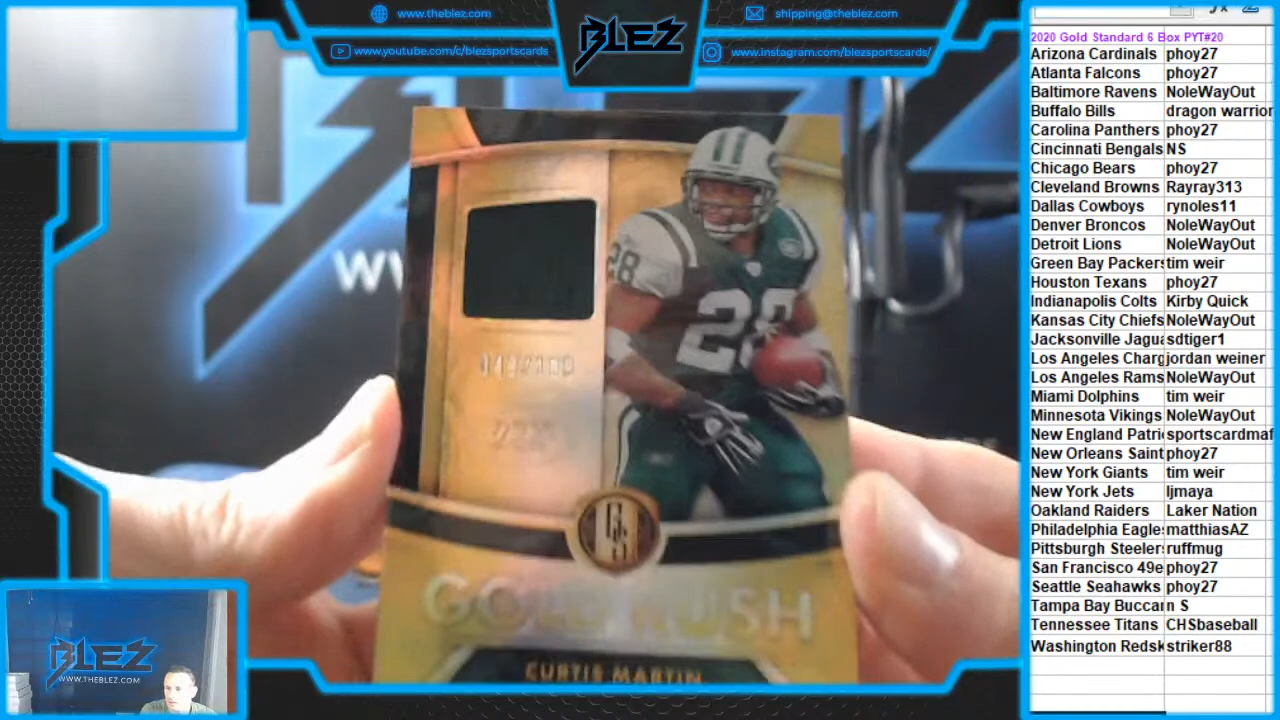 www.theblez.com
shipping@theblez.com
BLEZ
www.youtube.com/c/blezsportscards
www.instagram.com/blezsportscards/
2020 Gold Standard 6 Box PYT#20
Arizona Cardinals phoy27
Atlanta Falcons phoy27
Baltimore Ravens NoleWayOut
Buffalo Bills dragon warrior
Carolina Panthers phoy27
Cincinnati Bengals NS
Chicago Bears phoy27
Cleveland Browns Rayray313
Dallas Cowboys rynoles11
Denver Broncos NoleWayOut
Detroit Lions NoleWayOut
Green Bay Packers tim weir
Houston Texans phoy27
Indianapolis Colts Kirby Quick
Kansas City Chiefs NoleWayOut
Jacksonville Jagua sdtiger1
Los Angeles Charg jordan weiner
Los Angeles Rams NoleWayOut
Miami Dolphins tim weir
Minnesota Vikings NoleWayOut
New England Patri sportscardmaf
New Orleans Saint phoy27
New York Giants tim weir
New York Jets ljmaya
Oakland Raiders Laker Nation
Philadelphia Eagle matthiasAZ
Pittsburgh Steeler ruffmug
San Francisco 49e phoy27
Seattle Seahawks phoy27
Tampa Bay Buccan n S
Tennessee Titans CHSbaseball
Washington Redsk striker88
28
28
GS
GOLD RUSH
CURTIS MARTIN
BLEZ
WWW.THEBLEZ.COM